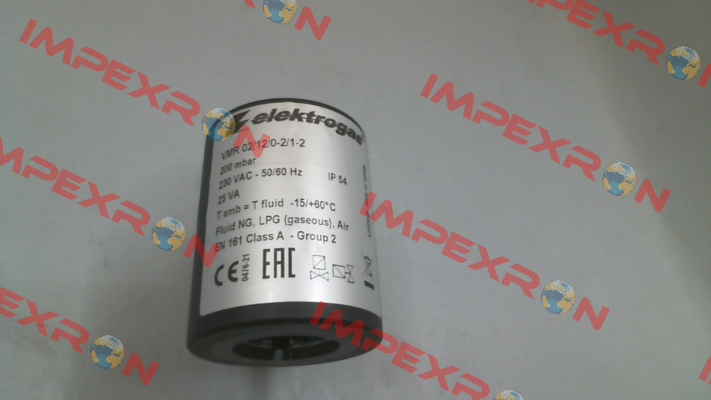 elektrogas
VMR 02/12/0-2/1-2
200 mbar
230 VAC - 50/60 Hz IP 54
25 VA
T amb = T fluid -15/+60°C
Fluid NG, LPG (gaseous), Air
EN 161 Class A - Group 2
CE EAC
0476-21
IMPEXRON
IMPEXRON
IMPEXRON
IMPEXRON
IMPEXRON
IMPEXRON
IMPEXRON